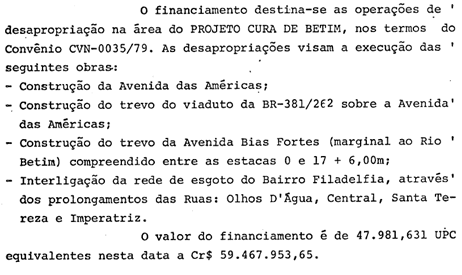 O financiamento destina-se as operações de '
desapropriação na área do PROJETO CURA DE BETIM, nos termos do
Convênio CVN-0035/79. As desapropriações visam a execução das '
seguintes obras:
- Construção da Avenida das Américas;
- Construção do trevo do viaduto da BR-381/262 sobre a Avenida'
das Américas;
- Construção do trevo da Avenida Bias Fortes (marginal ao Rio '
Betim) compreendido entre as estacas 0 e 17 + 6,00m;
- Interligação da rede de esgoto do Bairro Filadelfia, através'
dos prolongamentos das Ruas: Olhos D'Água, Central, Santa Te-
reza e Imperatriz.
O valor do financiamento é de 47.981,631 UPC
equivalentes nesta data a Cr$ 59.467.953,65.